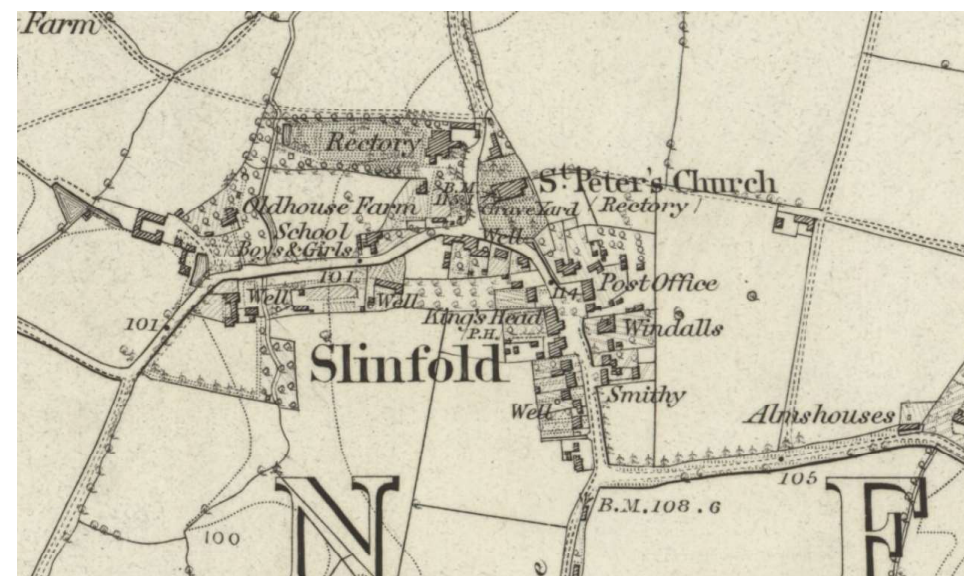 Farm
Rectory
St. Peter's Church
(Rectory)
B.M.
Grave Yard
Oldhouse Farm
School
Boys & Girls
Well
101
Well
Well
Post Office
114
King's Head
P.H.
Windalls
101
Slinfold
Smithy
Well
Almshouses
105
B.M. 108.6
N
E
100
e